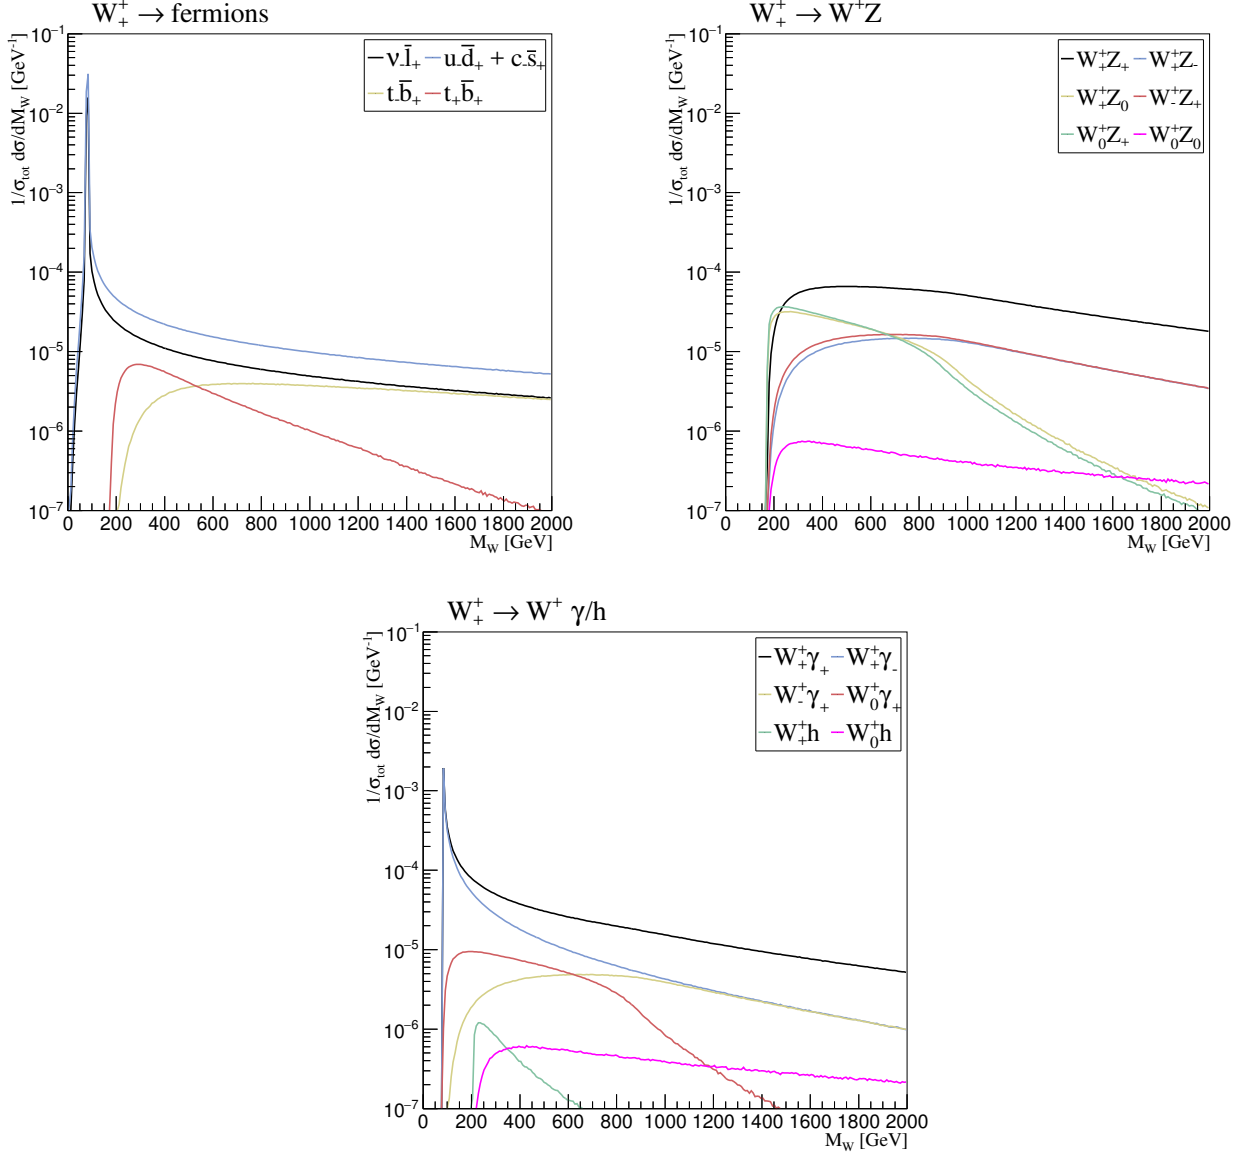 W₊⁺ → fermions
1/σ_tot dσ/dM_W [GeV⁻¹]
10⁻¹
10⁻²
10⁻³
10⁻⁴
10⁻⁵
10⁻⁶
10⁻⁷
ν₋l̅₊ u₋d̅₊ + c₋s̅₊
t₋b̅₊ t₊b̅₊
0 200 400 600 800 1000 1200 1400 1600 1800 2000
M_W [GeV]
W₊⁺ → W⁺Z
1/σ_tot dσ/dM_W [GeV⁻¹]
10⁻¹
10⁻²
10⁻³
10⁻⁴
10⁻⁵
10⁻⁶
10⁻⁷
W₊⁺Z₊ W₊⁺Z₋
W₊⁺Z₀ W₋⁺Z₊
W₀⁺Z₊ W₀⁺Z₀
0 200 400 600 800 1000 1200 1400 1600 1800 2000
M_W [GeV]
W₊⁺ → W⁺ γ/h
1/σ_tot dσ/dM_W [GeV⁻¹]
10⁻¹
10⁻²
10⁻³
10⁻⁴
10⁻⁵
10⁻⁶
10⁻⁷
W₊⁺γ₊ W₊⁺γ₋
W₋⁺γ₊ W₀⁺γ₊
W₊⁺h W₀⁺h
0 200 400 600 800 1000 1200 1400 1600 1800 2000
M_W [GeV]